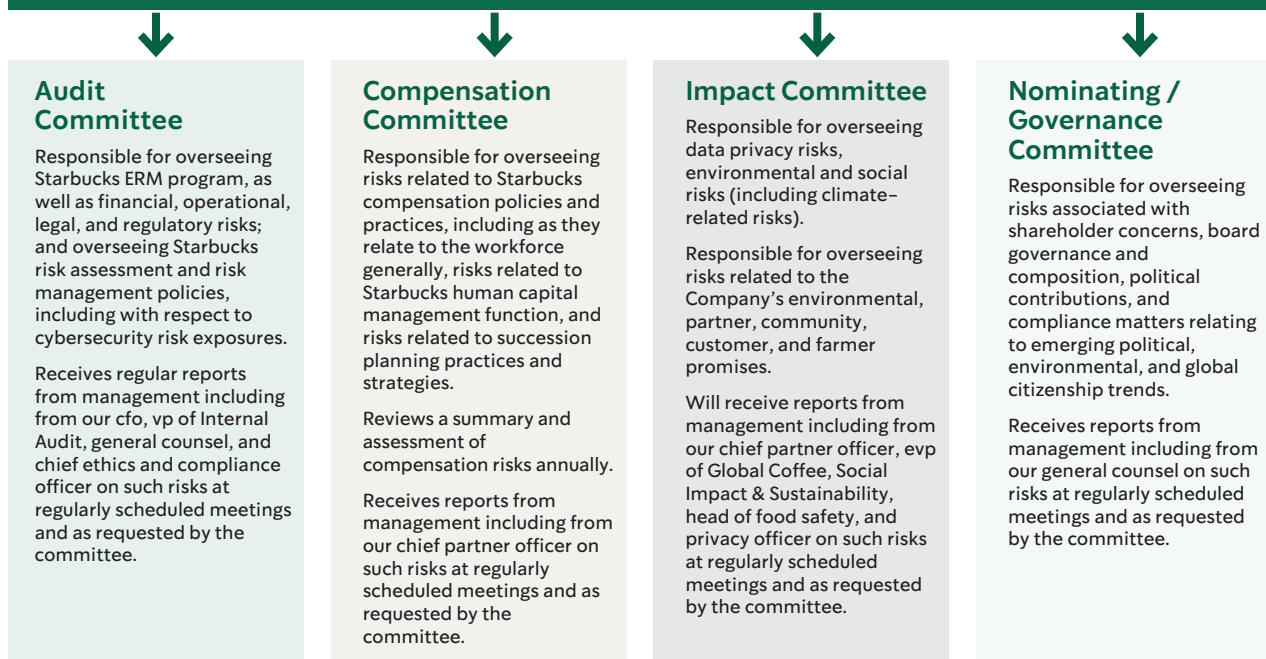 Audit
Committee
Responsible for overseeing
Starbucks ERM program, as
well as financial, operational,
legal, and regulatory risks;
and overseeing Starbucks
risk assessment and risk
management policies,
including with respect to
cybersecurity risk exposures.
Receives regular reports
from management including
from our cfo, vp of Internal
Audit, general counsel, and
chief ethics and compliance
officer on such risks at
regularly scheduled meetings
and as requested by the
committee.
Compensation
Committee
Responsible for overseeing
risks related to Starbucks
compensation policies and
practices, including as they
relate to the workforce
generally, risks related to
Starbucks human capital
management function, and
risks related to succession
planning practices and
strategies.
Reviews a summary and
assessment of
compensation risks annually.
Receives reports from
management including from
our chief partner officer on
such risks at regularly
scheduled meetings and as
requested by the
committee.
Impact Committee
Responsible for overseeing
data privacy risks,
environmental and social
risks (including climate-
related risks).
Responsible for overseeing
risks related to the
Company's environmental,
partner, community,
customer, and farmer
promises.
Will receive reports from
management including from
our chief partner officer, evp
of Global Coffee, Social
Impact & Sustainability,
head of food safety, and
privacy officer on such risks
at regularly scheduled
meetings and as requested
by the committee.
Nominating /
Governance
Committee
Responsible for overseeing
risks associated with
shareholder concerns, board
governance and
composition, political
contributions, and
compliance matters relating
to emerging political,
environmental, and global
citizenship trends.
Receives reports from
management including from
our general counsel on such
risks at regularly scheduled
meetings and as requested
by the committee.